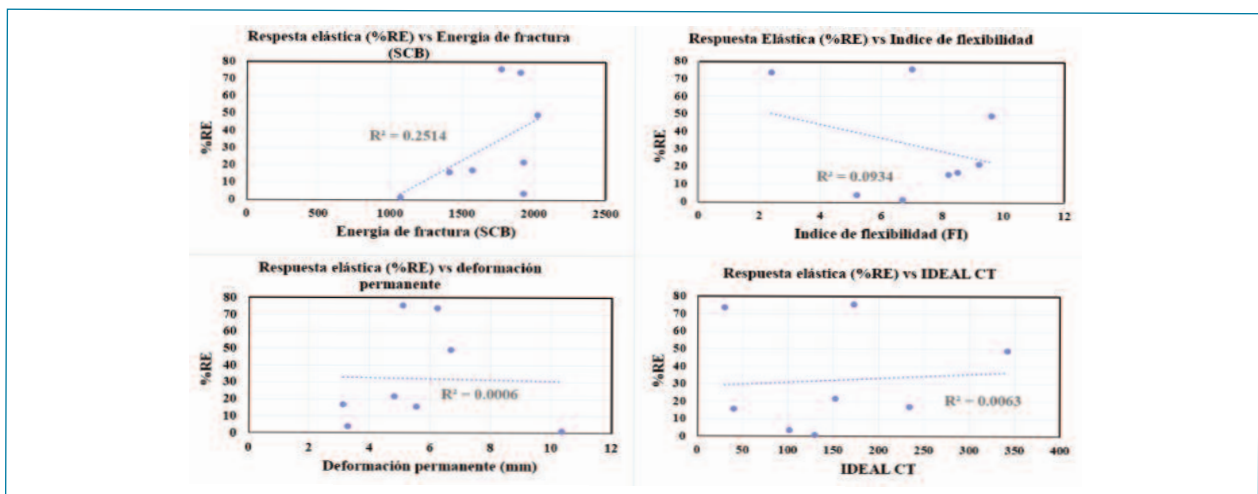 Respesta elástica (%RE) vs Energia de fractura
(SCB)
80
70
60
50
40
30
20
10
0
%RE
R² = 0.2514
0 500 1000 1500 2000 2500
Energia de fractura (SCB)
Respuesta Elástica (%RE) vs Indice de flexibilidad
80
70
60
50
40
30
20
10
0
%RE
R² = 0.0934
0 2 4 6 8 10 12
Indice de flexibilidad (FI)
Respuesta elástica (%RE) vs deformación
permanente
80
70
60
50
40
30
20
10
0
%RE
R² = 0.0006
0 2 4 6 8 10 12
Deformación permanente (mm)
Respuesta elástica (%RE) vs IDEAL CT
80
70
60
50
40
30
20
10
0
%RE
R² = 0.0063
0 50 100 150 200 250 300 350 400
IDEAL CT